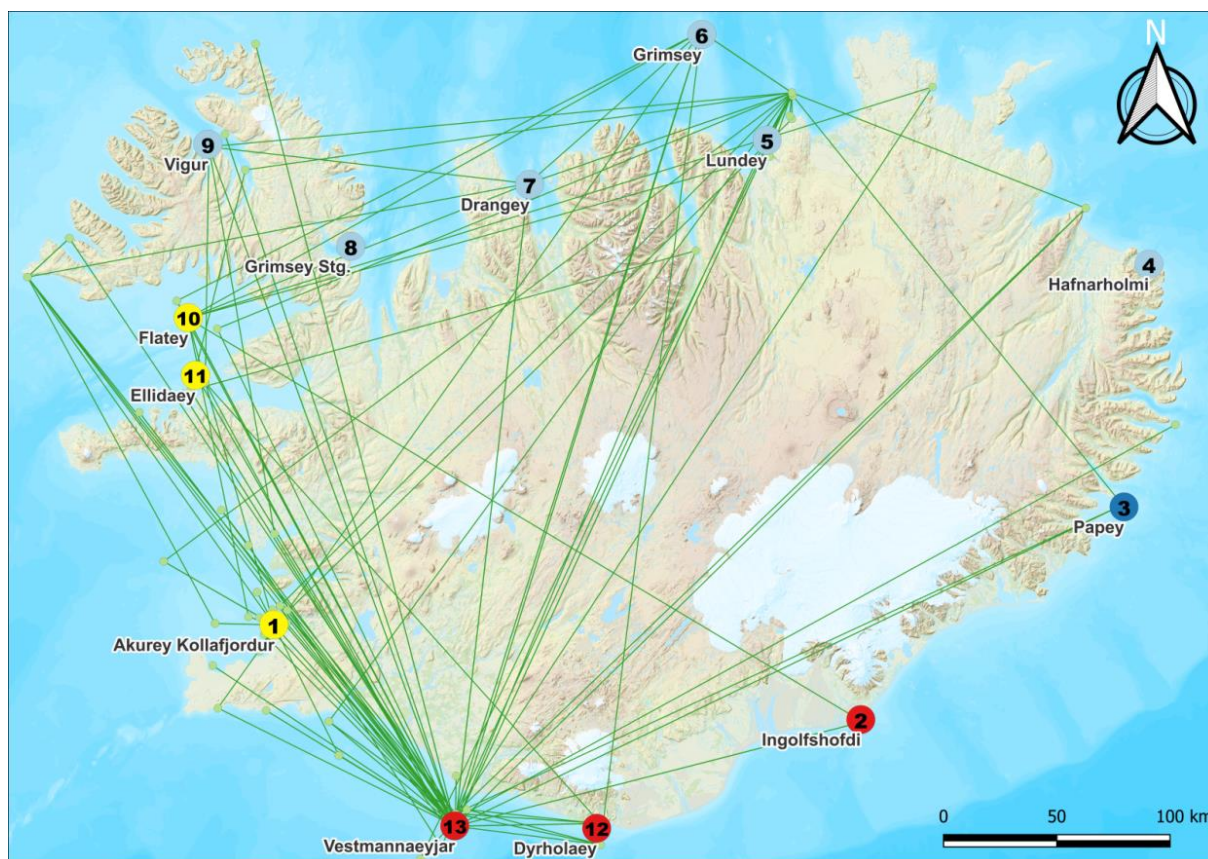 N
6
Grimsey
9
Vigur
5
Lundey
7
Drangey
8
Grimsey Stg.
4
Hafnarholmi
10
Flatey
11
Ellidaey
3
Papey
1
Akurey Kollafjordur
2
Ingolfshofdi
13
Vestmannaeyjar
12
Dyrholaey
0 50 100 km